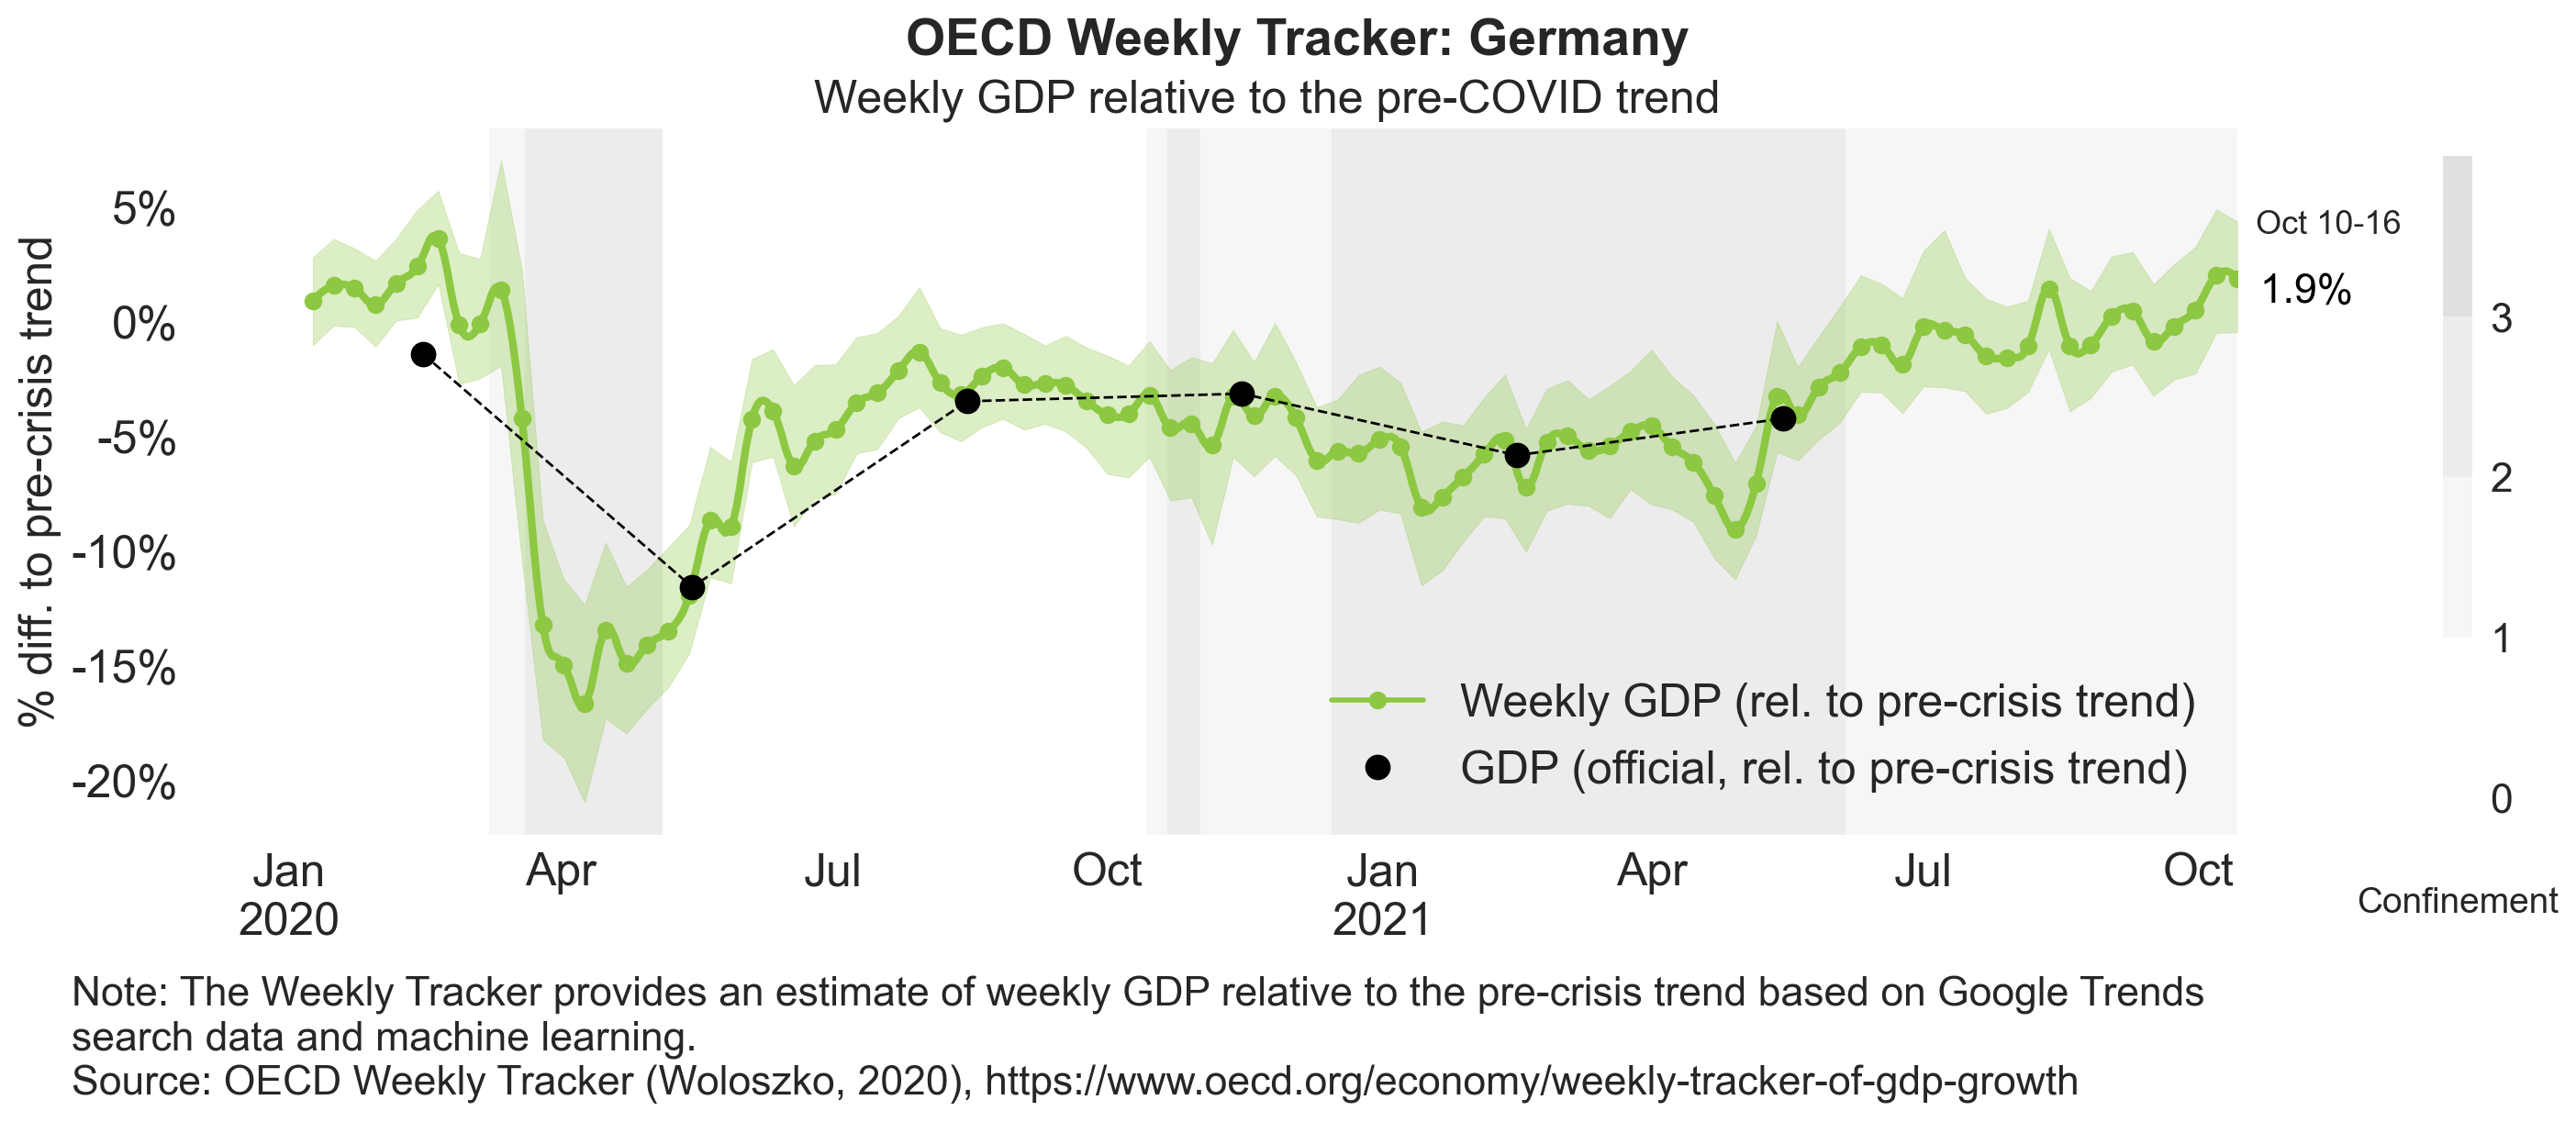 OECD Weekly Tracker: Germany
Weekly GDP relative to the pre-COVID trend
% diff. to pre-crisis trend
5%
0%
-5%
-10%
-15%
-20%
Oct 10-16
1.9%
3
2
1
0
Confinement
Weekly GDP (rel. to pre-crisis trend)
GDP (official, rel. to pre-crisis trend)
Jan Apr Jul Oct Jan Apr Jul Oct
2020 2021
Note: The Weekly Tracker provides an estimate of weekly GDP relative to the pre-crisis trend based on Google Trends
search data and machine learning.
Source: OECD Weekly Tracker (Woloszko, 2020), https://www.oecd.org/economy/weekly-tracker-of-gdp-growth